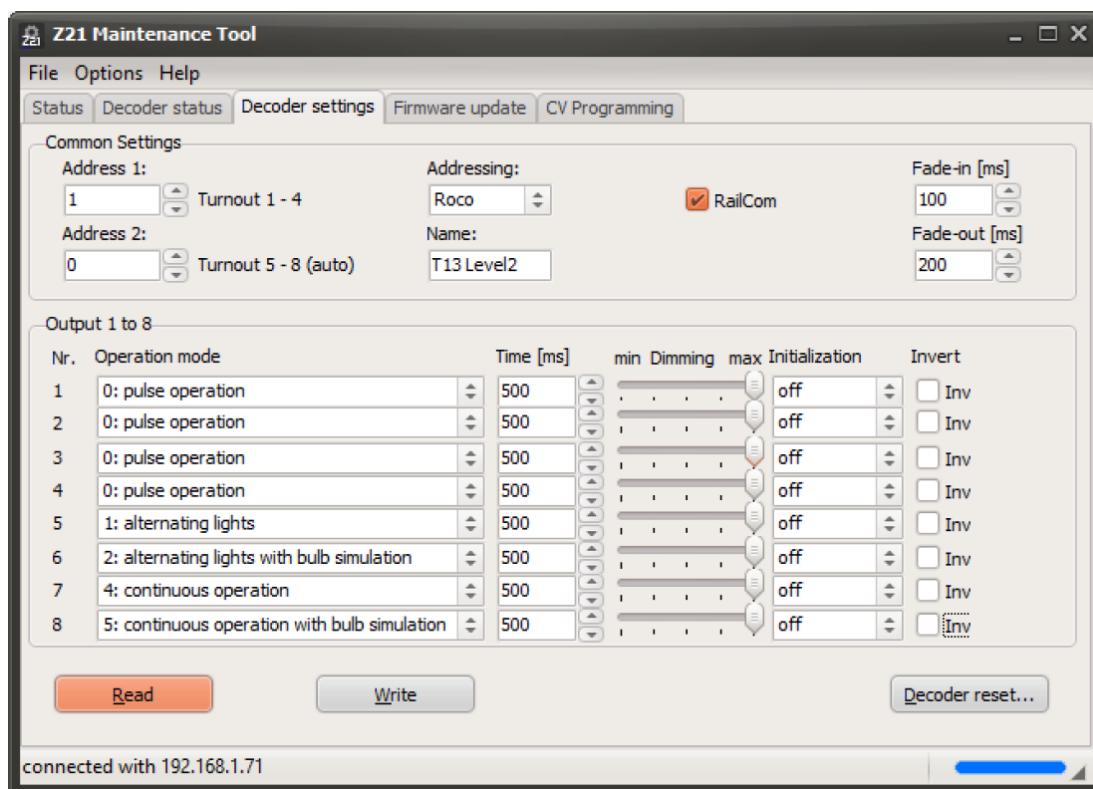 Z21 Z21 Maintenance Tool
File Options Help
Status Decoder status Decoder settings Firmware update CV Programming
Common Settings
Address 1: Addressing: Fade-in [ms]
1 Turnout 1 - 4 Roco RailCom 100
Address 2: Name: Fade-out [ms]
0 Turnout 5 - 8 (auto) T13 Level2 200
Output 1 to 8
Nr. Operation mode Time [ms] min Dimming max Initialization Invert
1 0: pulse operation 500 off Inv
2 0: pulse operation 500 off Inv
3 0: pulse operation 500 off Inv
4 0: pulse operation 500 off Inv
5 1: alternating lights 500 off Inv
6 2: alternating lights with bulb simulation 500 off Inv
7 4: continuous operation 500 off Inv
8 5: continuous operation with bulb simulation 500 off Inv
Read Write Decoder reset...
connected with 192.168.1.71